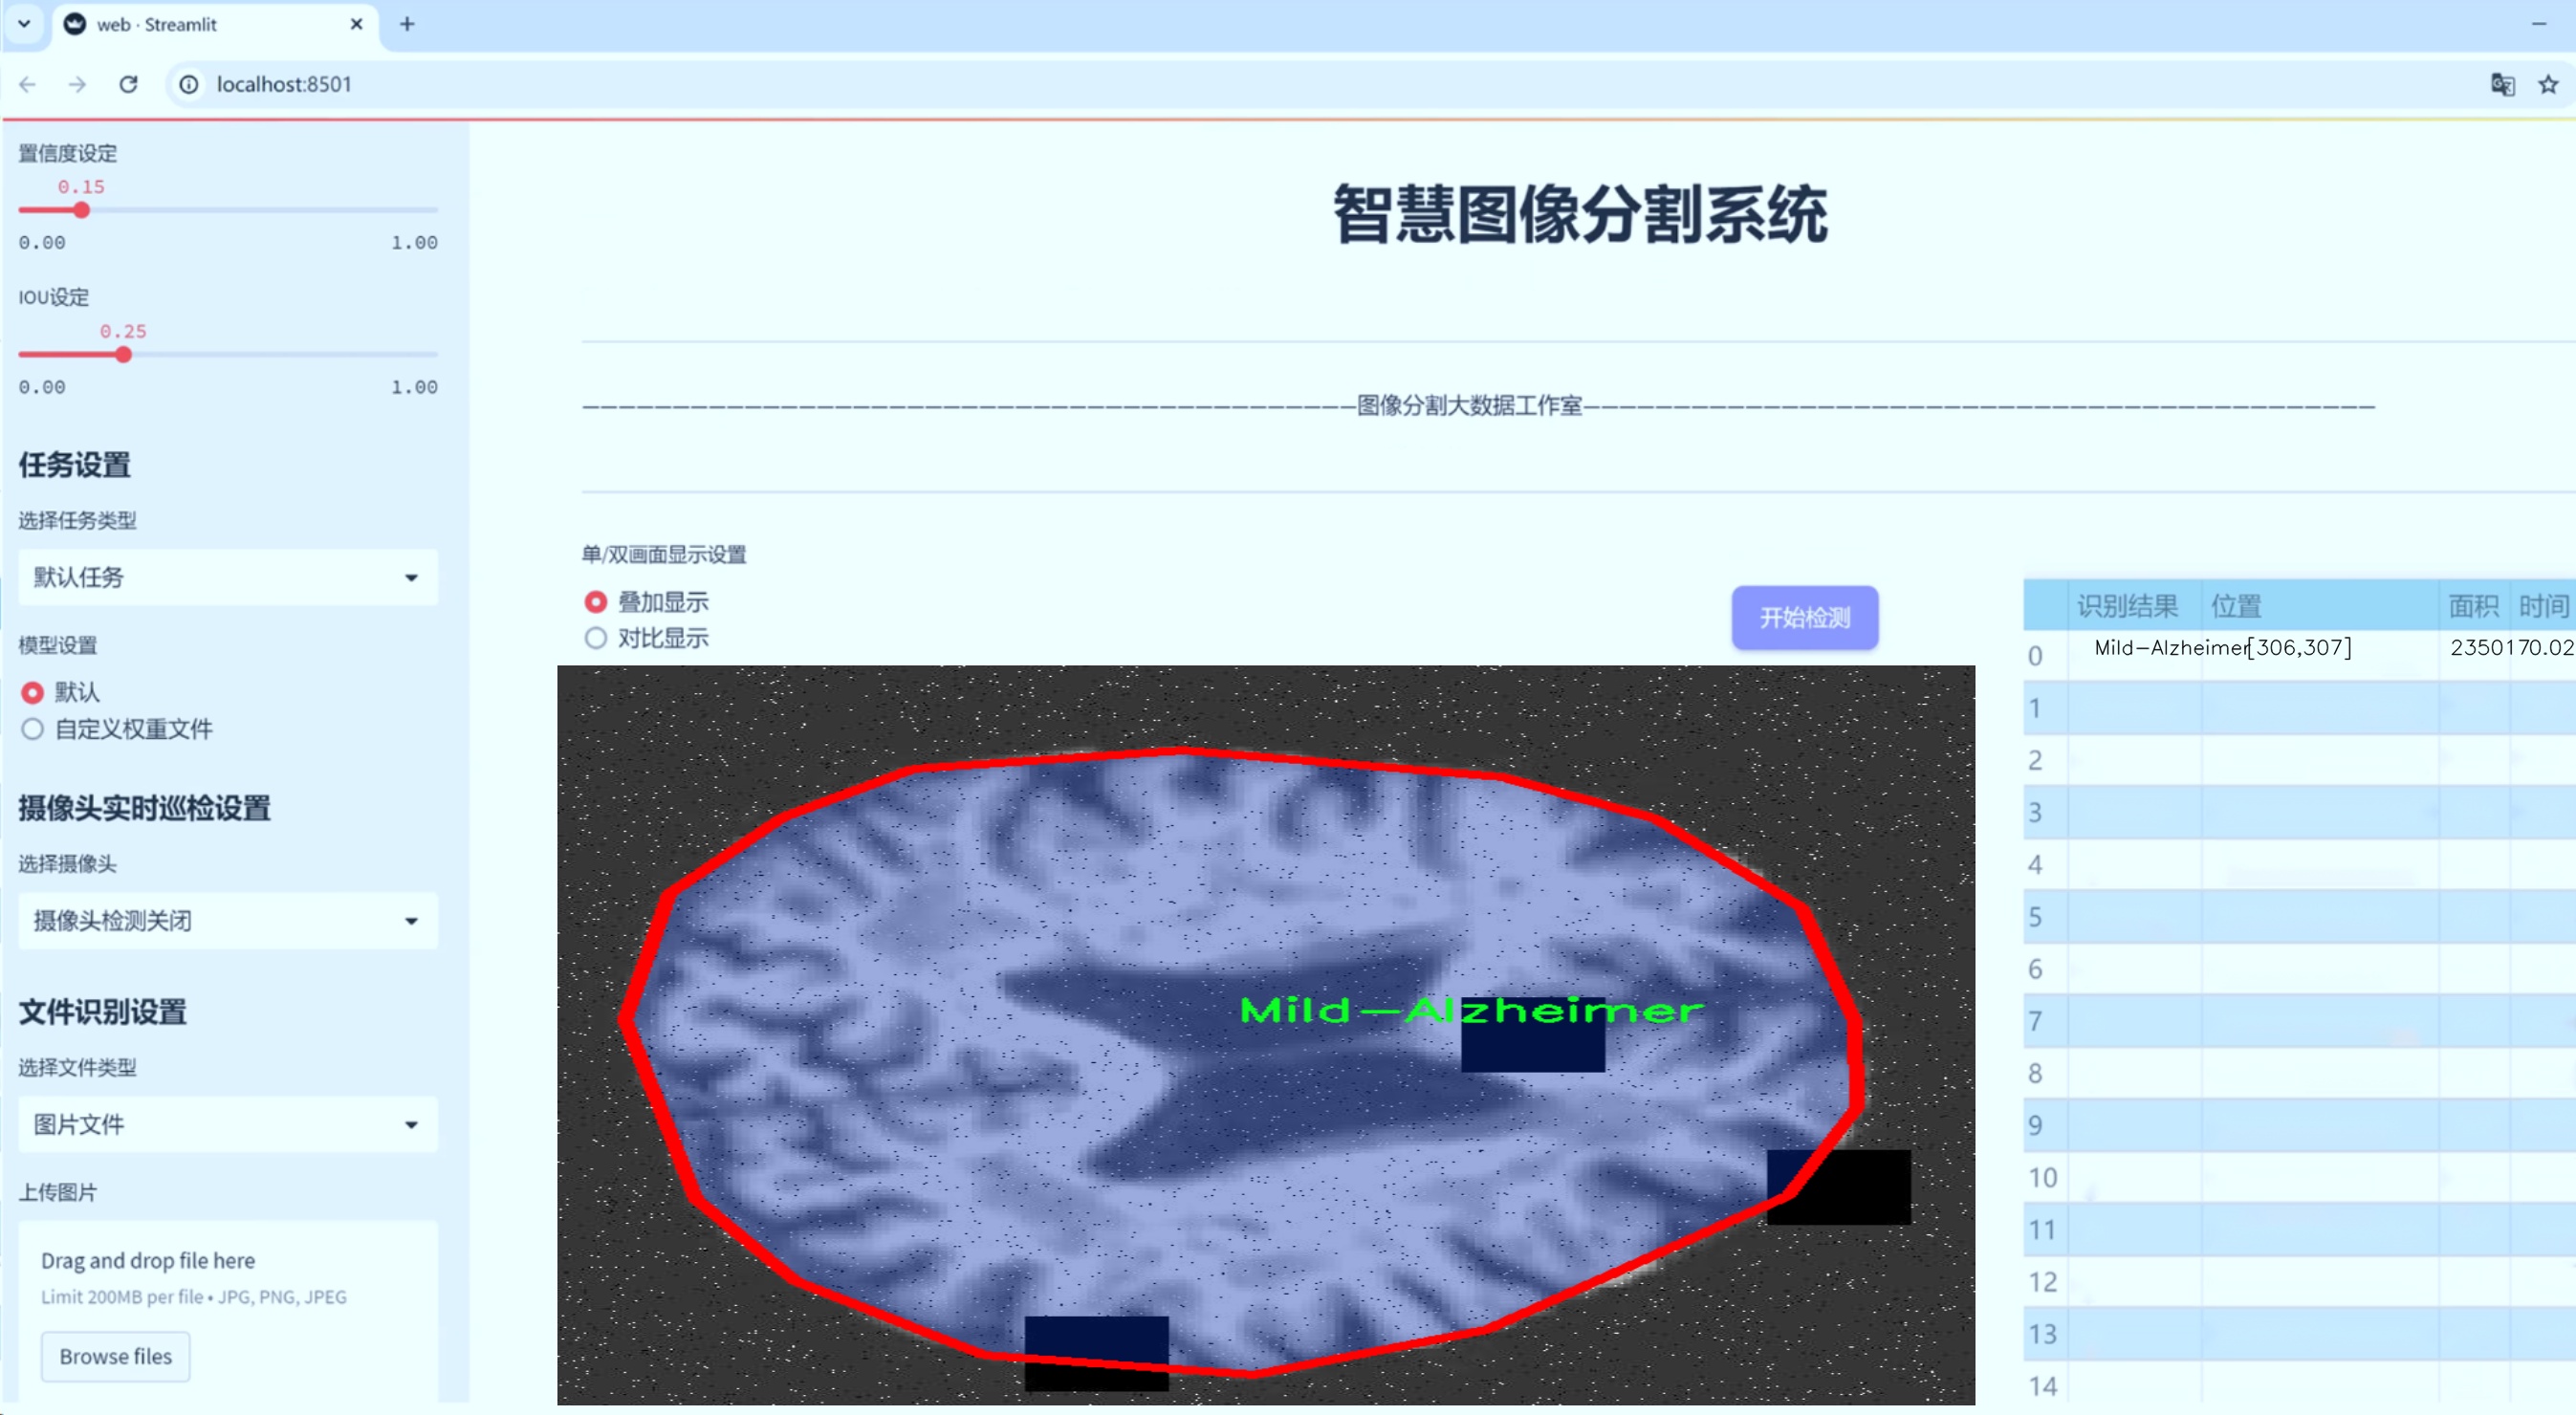 web · Streamlit
localhost:8501
置信度设定
0.15
0.00 1.00
IOU设定
0.25
0.00 1.00
任务设置
选择任务类型
默认任务
模型设置
默认
自定义权重文件
摄像头实时巡检设置
选择摄像头
摄像头检测关闭
文件识别设置
选择文件类型
图片文件
上传图片
Drag and drop file here
Limit 200MB per file • JPG, PNG, JPEG
Browse files
智慧图像分割系统
图像分割大数据工作室
单/双画面显示设置
叠加显示
对比显示
开始检测
Mild-Alzheimer
识别结果 位置 面积 时间
0 Mild-Alzheimer[306,307] 2350170.02
1
2
3
4
5
6
7
8
9
10
11
12
13
14